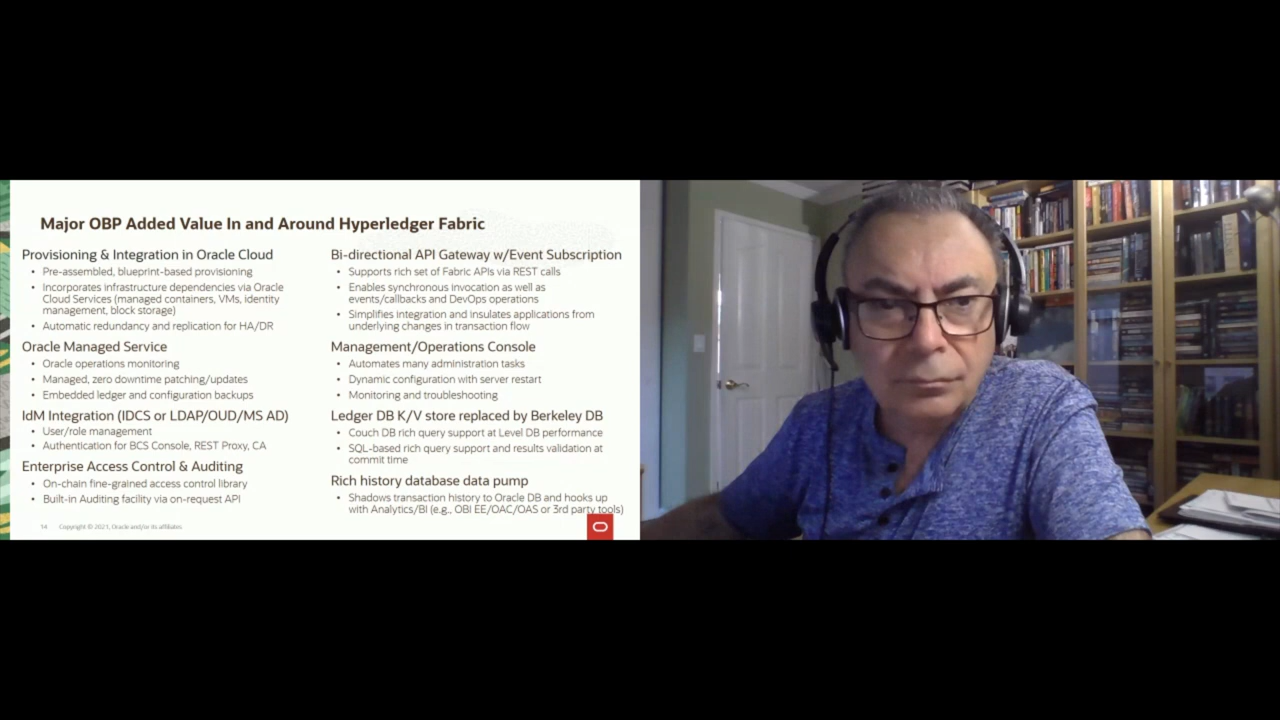 Major OBP Added Value In and Around Hyperledger Fabric
Provisioning & Integration in Oracle Cloud
• Pre-assembled, blueprint-based provisioning
• Incorporates infrastructure dependencies via Oracle
Cloud Services (managed containers, VMs, identity
management, block storage)
• Automatic redundancy and replication for HA/DR
Oracle Managed Service
• Oracle operations monitoring
• Managed, zero downtime patching/updates
• Embedded ledger and configuration backups
IdM Integration (IDCS or LDAP/OUD/MS AD)
• User/role management
• Authentication for BCS Console, REST Proxy, CA
Enterprise Access Control & Auditing
• On-chain fine-grained access control library
• Built-in Auditing facility via on-request API
Bi-directional API Gateway w/Event Subscription
• Supports rich set of Fabric APIs via REST calls
• Enables synchronous invocation as well as
events/callbacks and DevOps operations
• Simplifies integration and insulates applications from
underlying changes in transaction flow
Management/Operations Console
• Automates many administration tasks
• Dynamic configuration with server restart
• Monitoring and troubleshooting
Ledger DB K/V store replaced by Berkeley DB
• Couch DB rich query support at Level DB performance
• SQL-based rich query support and results validation at
commit time
Rich history database data pump
• Shadows transaction history to Oracle DB and hooks up
with Analytics/BI (e.g., OBI EE/OAC/OAS or 3rd party tools)
14 Copyright © 2021, Oracle and/or its affiliates